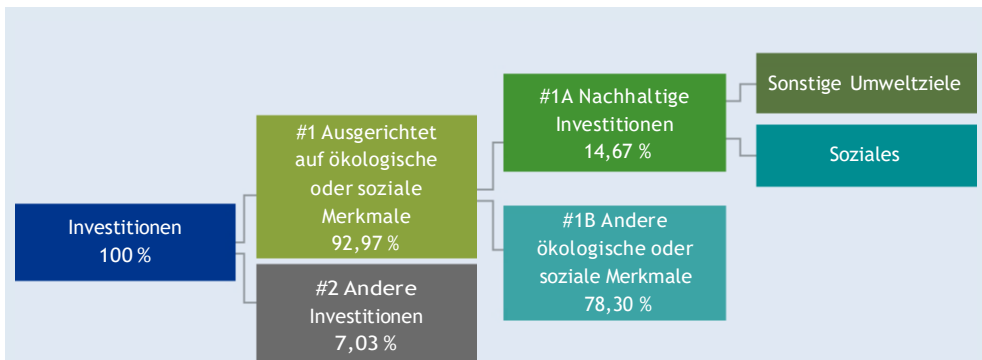 Investitionen
100 %
#1 Ausgerichtet
auf ökologische
oder soziale
Merkmale
92,97 %
#2 Andere
Investitionen
7,03 %
#1A Nachhaltige
Investitionen
14,67 %
#1B Andere
ökologische oder
soziale Merkmale
78,30 %
Sonstige Umweltziele
Soziales